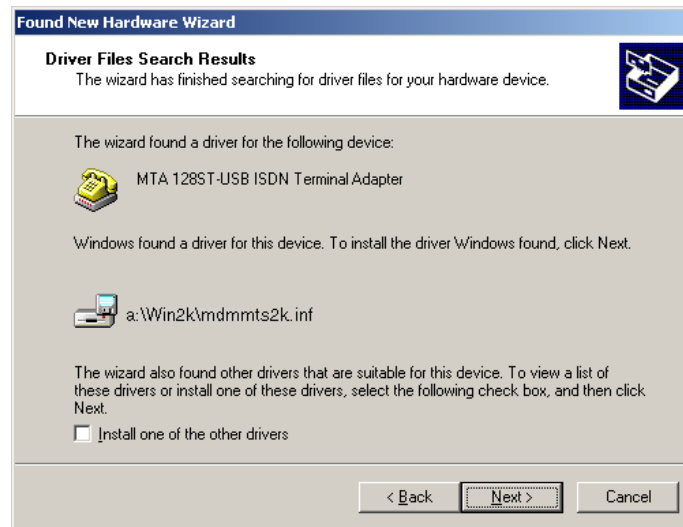 Found New Hardware Wizard
Driver Files Search Results
The wizard has finished searching for driver files for your hardware device.
The wizard found a driver for the following device:
MTA 128ST-USB ISDN Terminal Adapter
Windows found a driver for this device. To install the driver Windows found, click Next.
a:\Win2k\mdmmts2k.inf
The wizard also found other drivers that are suitable for this device. To view a list of
these drivers or install one of these drivers, select the following check box, and then click
Next.
Install one of the other drivers
< Back Next > Cancel